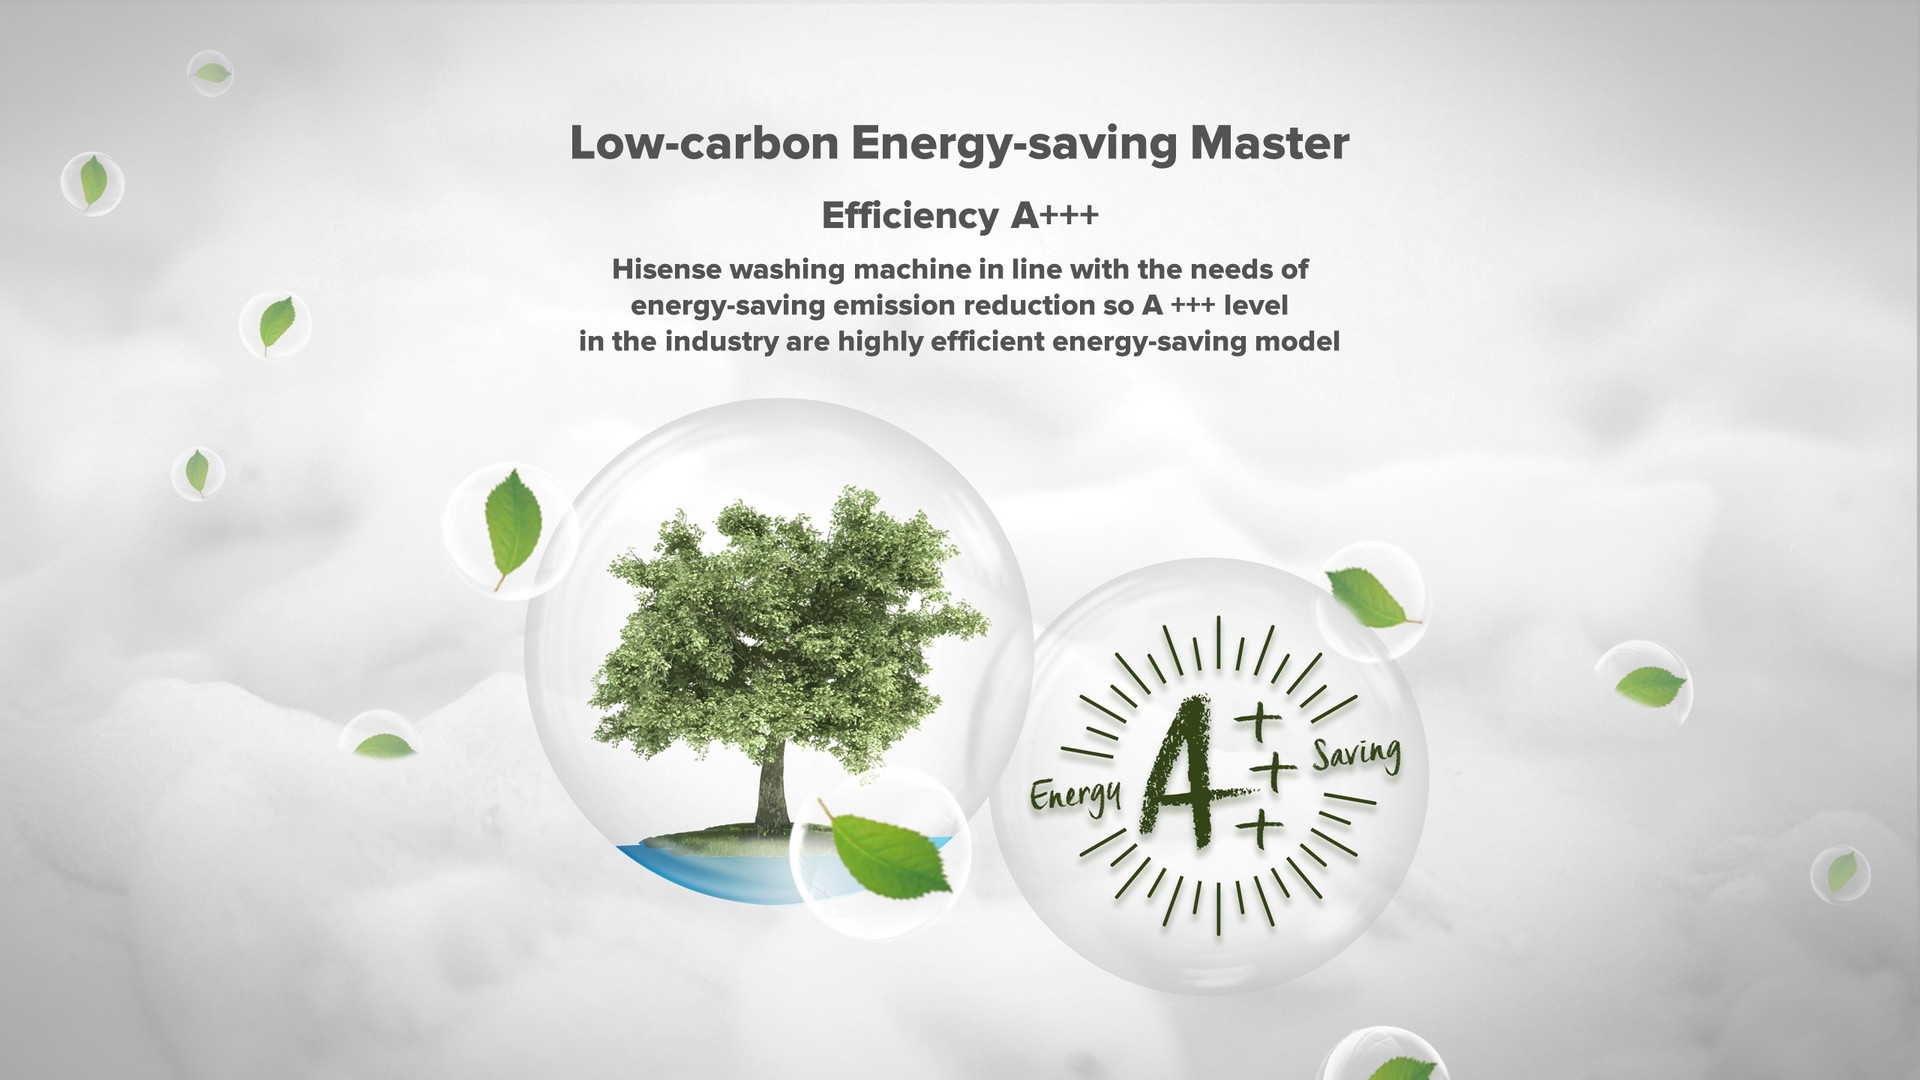 Low-carbon Energy-saving Master
Efficiency A+++
Hisense washing machine in line with the needs of
energy-saving emission reduction so A +++ level
in the industry are highly efficient energy-saving model
Energy A+++ Saving